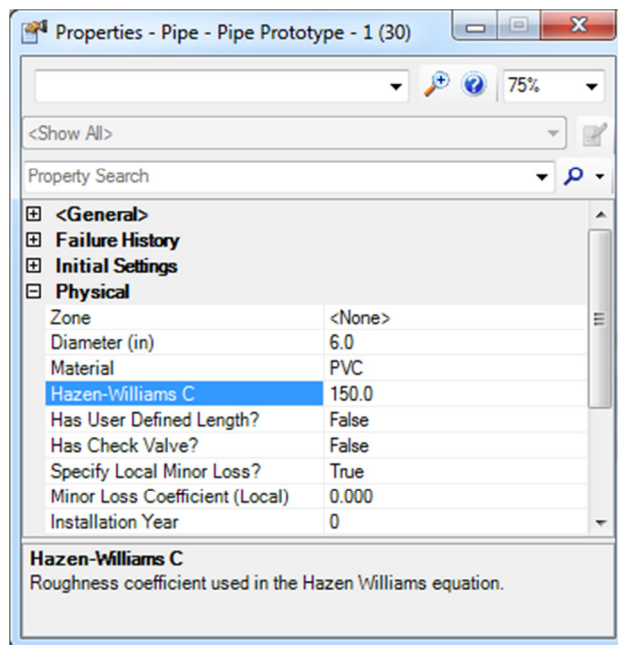 Properties - Pipe - Pipe Prototype - 1 (30)
75%
<Show All>
Property Search
<General>
Failure History
Initial Settings
Physical
Zone <None>
Diameter (in) 6.0
Material PVC
Hazen-Williams C 150.0
Has User Defined Length? False
Has Check Valve? False
Specify Local Minor Loss? True
Minor Loss Coefficient (Local) 0.000
Installation Year 0
Hazen-Williams C
Roughness coefficient used in the Hazen Williams equation.